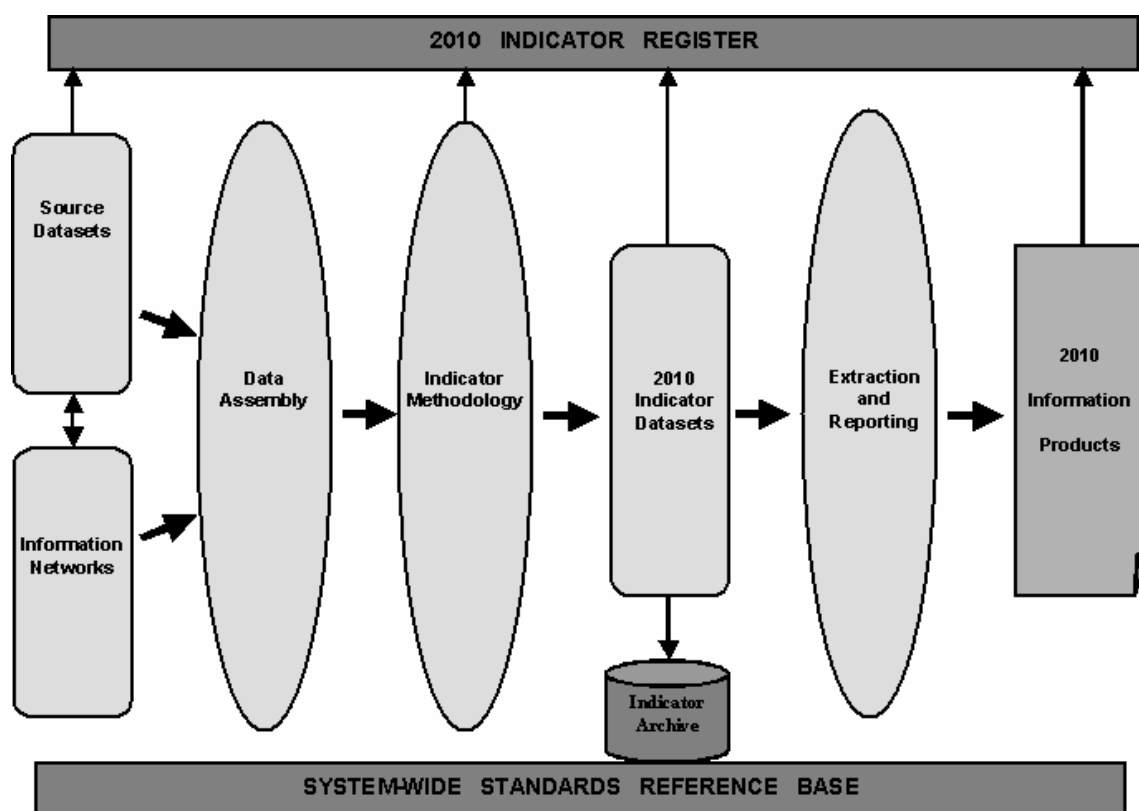 2010 INDICATOR REGISTER
Source
Datasets
Information
Networks
Data
Assembly
Indicator
Methodology
2010
Indicator
Datasets
Indicator
Archive
Extraction
and
Reporting
2010
Information
Products
SYSTEM-WIDE STANDARDS REFERENCE BASE